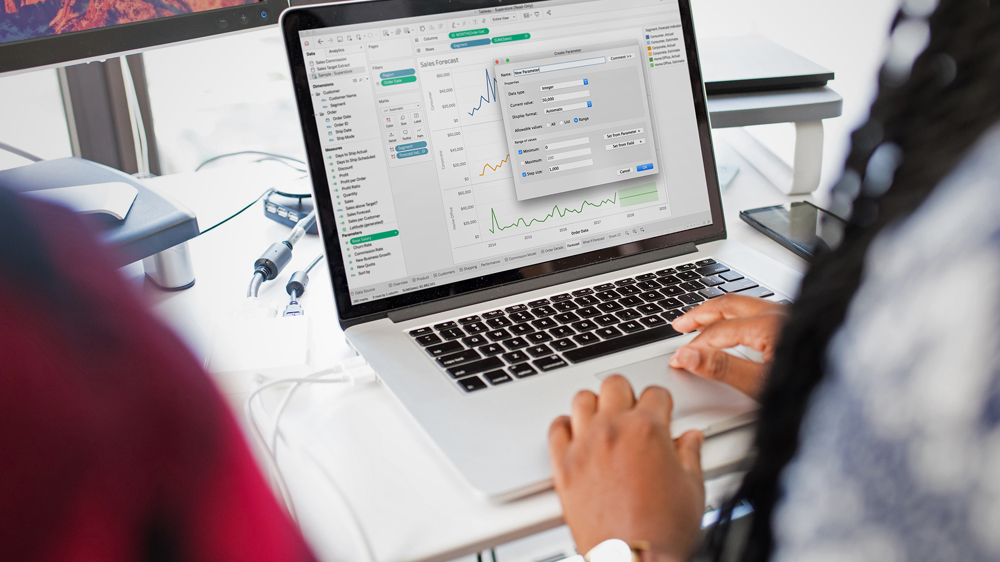 Tableau - Superstore [Read-Only]
Entire View
Data
Analytics
Sales Commission
Sales Target Extract
Sample - Superstore
Dimensions
Customer
Abc Customer Name
Abc Segment
Order
Order Date
Abc Order ID
Ship Date
Abc Ship Mode
Measures
Days to Ship Actual
Days to Ship Scheduled
Discount
Profit
Profit per Order
Profit Ratio
Quantity
Sales
Sales above Target?
Sales Forecast
Sales per Customer
Latitude (generated)
Parameters
Base Salary
Churn Rate
Commission Rate
New Business Growth
New Quota
Abc Sort by
Pages
Filters
Region
Order Date
Marks
Automatic
Color
Size
Label
Detail
Tooltip
Path
Segment
Forecast ind..
Columns
MONTH(Order Dat..
Rows
Segment
SUM(Sales)
Sales Forecast
Consumer
$60,000
$40,000
$20,000
$0
Corporate
$60,000
$40,000
$20,000
$0
Home Office
$60,000
$40,000
$20,000
$0
2014
2015
2016
2017
2018
2019
Order Date
Create Parameter
Name: New Parameter
Comment >>
Properties
Data type: Integer
Current value: 50,000
Display format: Automatic
Allowable values: All List Range
Range of values
Minimum: 0
Maximum: 100
Step size: 1,000
Set from Parameter
Set from Field
Cancel
OK
Segment, Forecast indicator
Consumer, Actual
Consumer, Estimate
Corporate, Actual
Corporate, Estimate
Home Office, Actual
Home Office, Estimate
Data Source
Overview
Product
Customers
Shipping
Performance
Commission Model
Order Details
Forecast
What If Forecast
Sheet 22
180 marks
3 rows by 1 column
SUM(Sales): $2,882,551